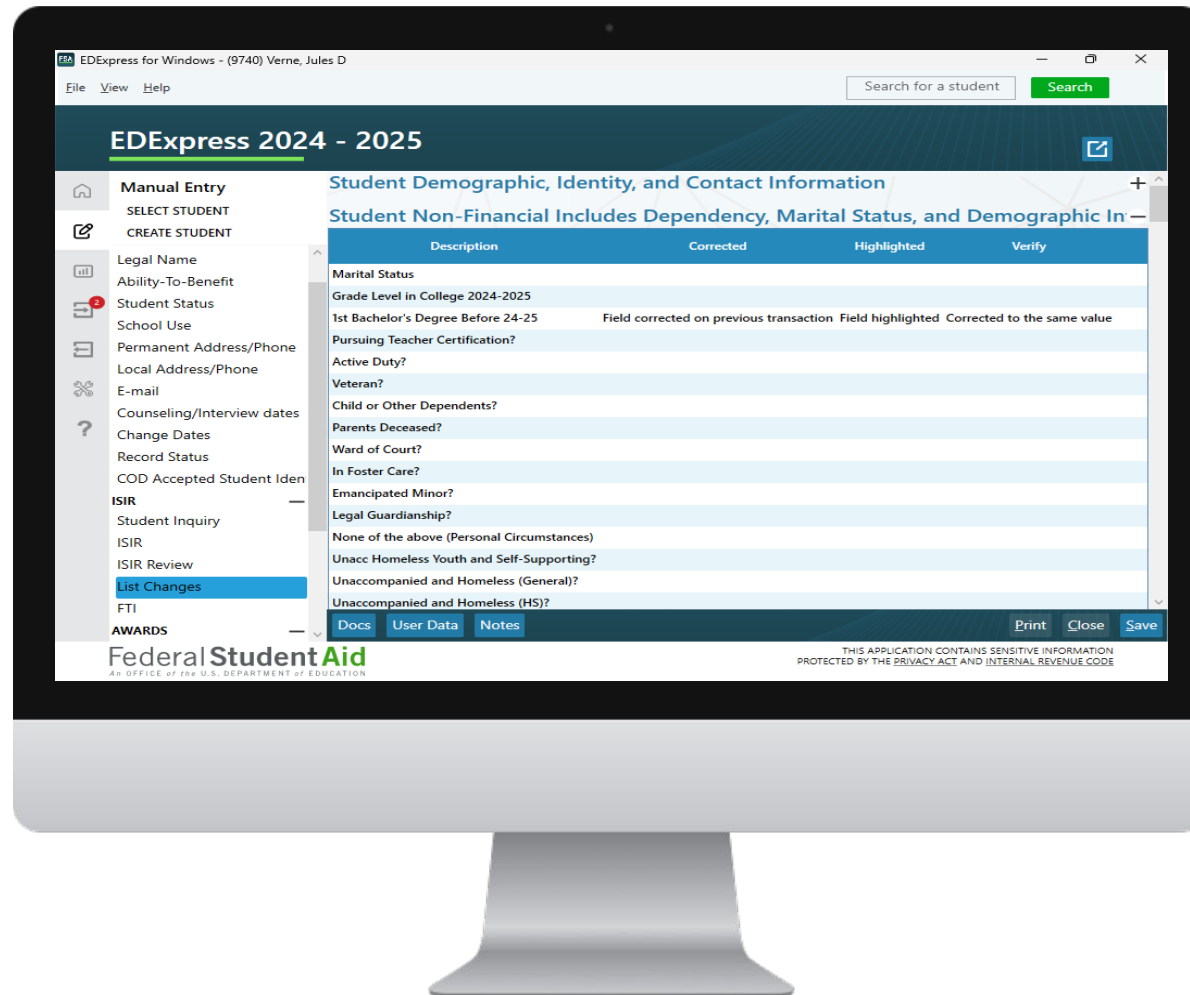 FSA EDExpress for Windows - (9740) Verne, Jules D
File View Help
Search for a student
Search
EDExpress 2024 - 2025
Manual Entry
SELECT STUDENT
CREATE STUDENT
Legal Name
Ability-To-Benefit
Student Status
2
School Use
Permanent Address/Phone
Local Address/Phone
E-mail
Counseling/Interview dates
?
Change Dates
Record Status
COD Accepted Student Iden
ISIR
Student Inquiry
ISIR
ISIR Review
List Changes
FTI
AWARDS
Student Demographic, Identity, and Contact Information
Student Non-Financial Includes Dependency, Marital Status, and Demographic In
Description Corrected Highlighted Verify
Marital Status
Grade Level in College 2024-2025
1st Bachelor's Degree Before 24-25 Field corrected on previous transaction Field highlighted Corrected to the same value
Pursuing Teacher Certification?
Active Duty?
Veteran?
Child or Other Dependents?
Parents Deceased?
Ward of Court?
In Foster Care?
Emancipated Minor?
Legal Guardianship?
None of the above (Personal Circumstances)
Unacc Homeless Youth and Self-Supporting?
Unaccompanied and Homeless (General)?
Unaccompanied and Homeless (HS)?
Docs User Data Notes Print Close Save
Federal Student Aid
An OFFICE of the U.S. DEPARTMENT of EDUCATION
THIS APPLICATION CONTAINS SENSITIVE INFORMATION
PROTECTED BY THE PRIVACY ACT AND INTERNAL REVENUE CODE